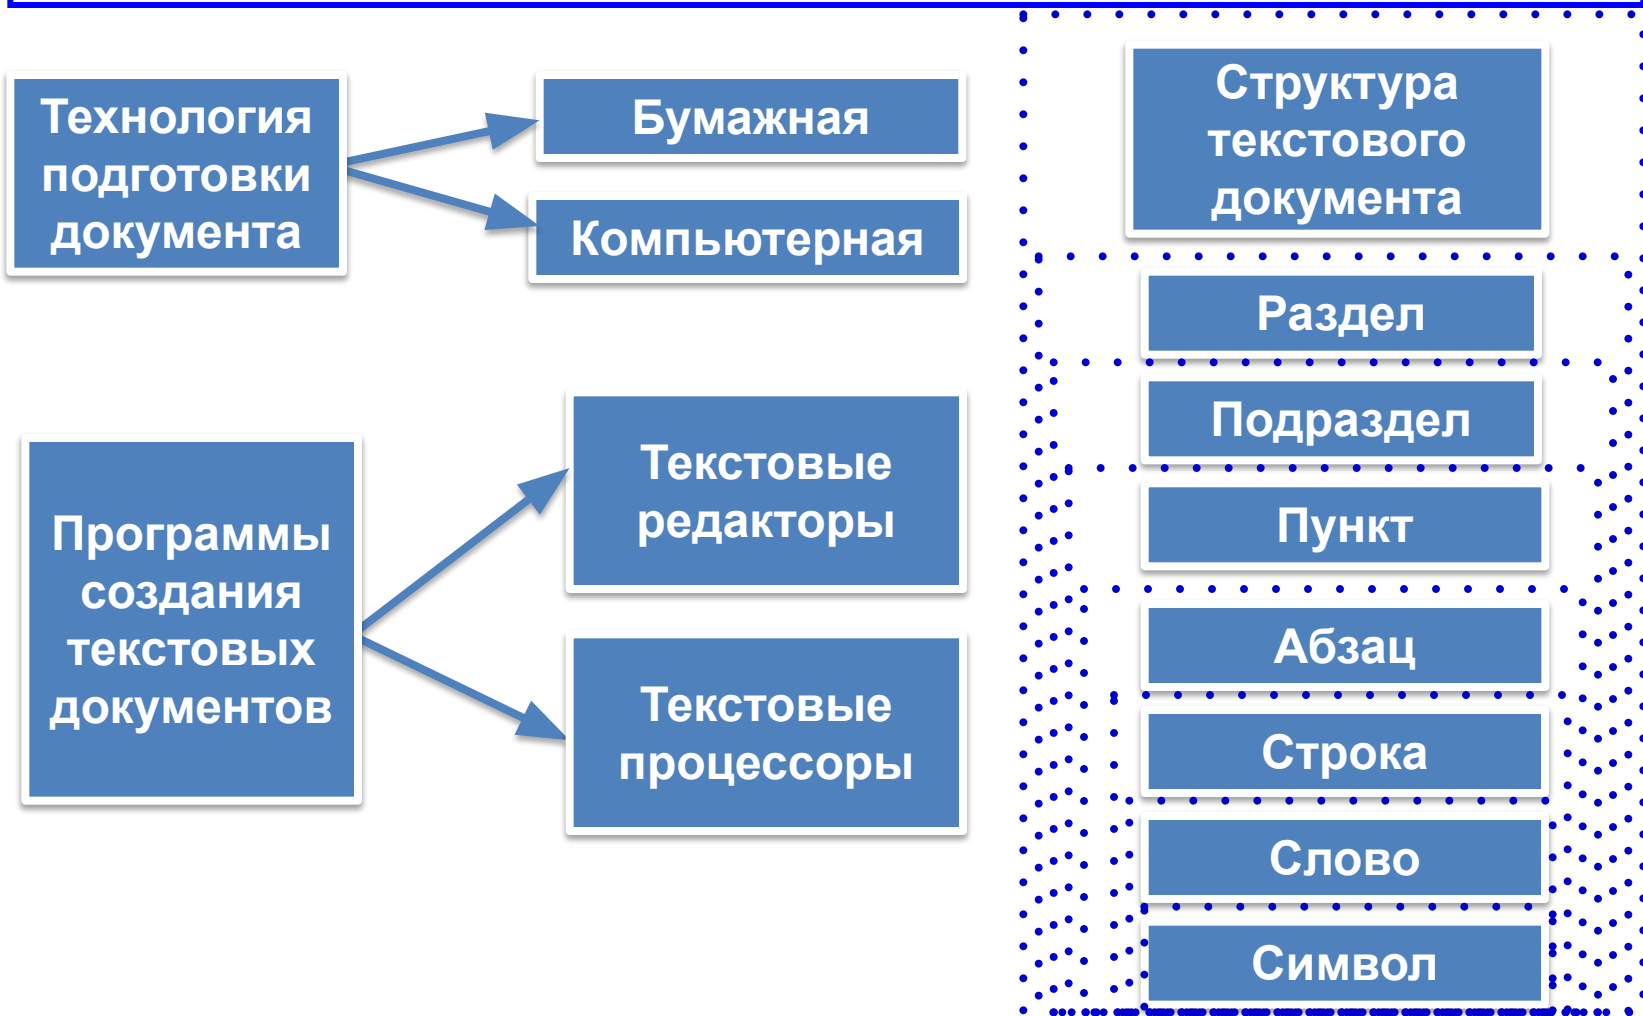 Технология
подготовки
документа
Бумажная
Компьютерная
Программы
создания
текстовых
документов
Текстовые
редакторы
Текстовые
процессоры
Структура
текстового
документа
Раздел
Подраздел
Пункт
Абзац
Строка
Слово
Символ